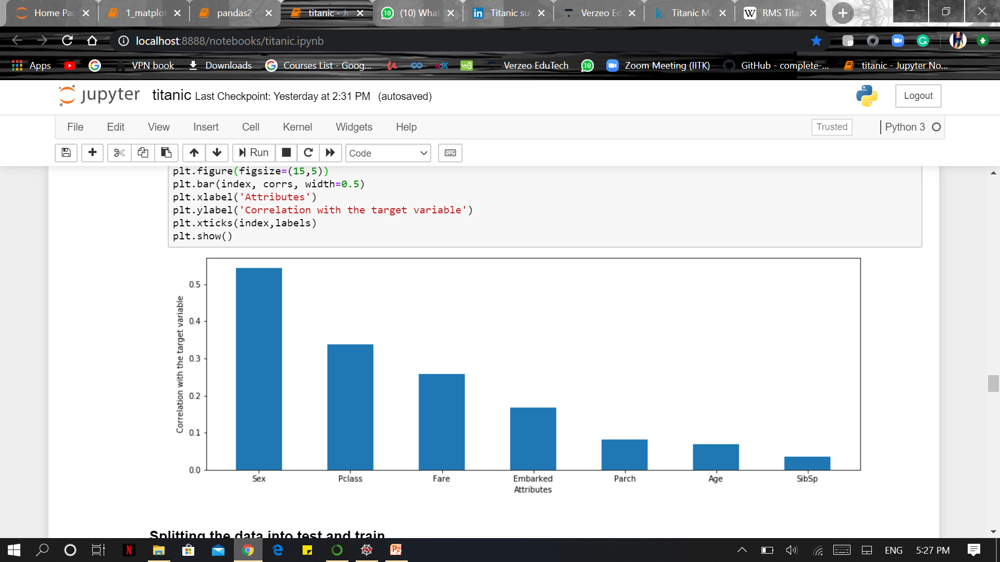 Home Pag
1_matplot
pandas2 -
titanic - Ju
(10) What
Titanic su
Verzeo Ed
Titanic M
RMS Titan
localhost:8888/notebooks/titanic.ipynb
Apps
VPN book
Downloads
Courses List - Goog...
Verzeo EduTech
10
Zoom Meeting (IITK)
GitHub - complete-...
titanic - Jupyter No...
jupyter titanic Last Checkpoint: Yesterday at 2:31 PM (autosaved)
Logout
File Edit View Insert Cell Kernel Widgets Help
Trusted
Python 3
Run
Code
plt.figure(figsize=(15,5))
plt.bar(index, corrs, width=0.5)
plt.xlabel('Attributes')
plt.ylabel('Correlation with the target variable')
plt.xticks(index,labels)
plt.show()
Correlation with the target variable
0.5
0.4
0.3
0.2
0.1
0.0
Sex Pclass Fare Embarked Parch Age SibSp
Attributes
Splitting the data into test and train
ENG 5:27 PM